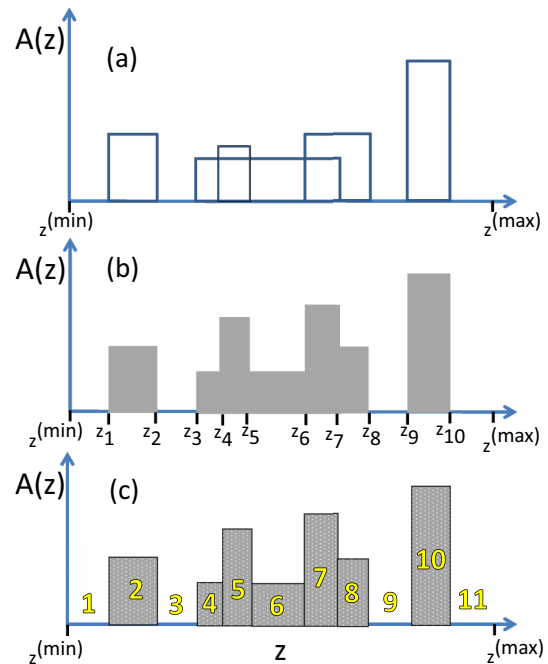 A(z)
(a)
z(min)
z(max)
A(z)
(b)
z(min)
z1
z2
z3
z4
z5
z6
z7
z8
z9
z10
z(max)
A(z)
(c)
1
2
3
4
5
6
7
8
9
10
11
z(min)
z
z(max)